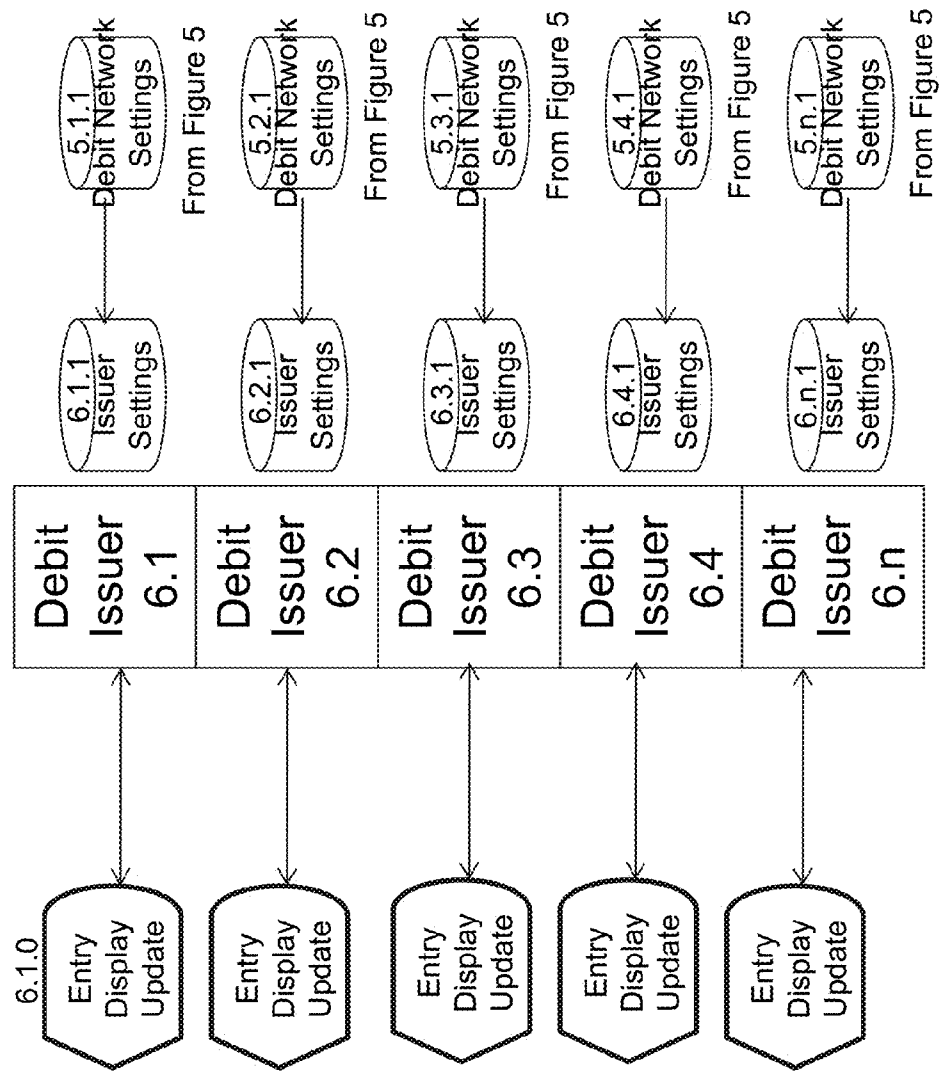 6.1.0
Entry
Display
Update
Entry
Display
Update
Entry
Display
Update
Entry
Display
Update
Entry
Display
Update
Debit
Issuer
6.1
Debit
Issuer
6.2
Debit
Issuer
6.3
Debit
Issuer
6.4
Debit
Issuer
6.n
6.1.1
Issuer
Settings
6.2.1
Issuer
Settings
6.3.1
Issuer
Settings
6.4.1
Issuer
Settings
6.n.1
Issuer
Settings
5.1.1
Debit Network
Settings
From Figure 5
5.2.1
Debit Network
Settings
From Figure 5
5.3.1
Debit Network
Settings
From Figure 5
5.4.1
Debit Network
Settings
From Figure 5
5.n.1
Debit Network
Settings
From Figure 5